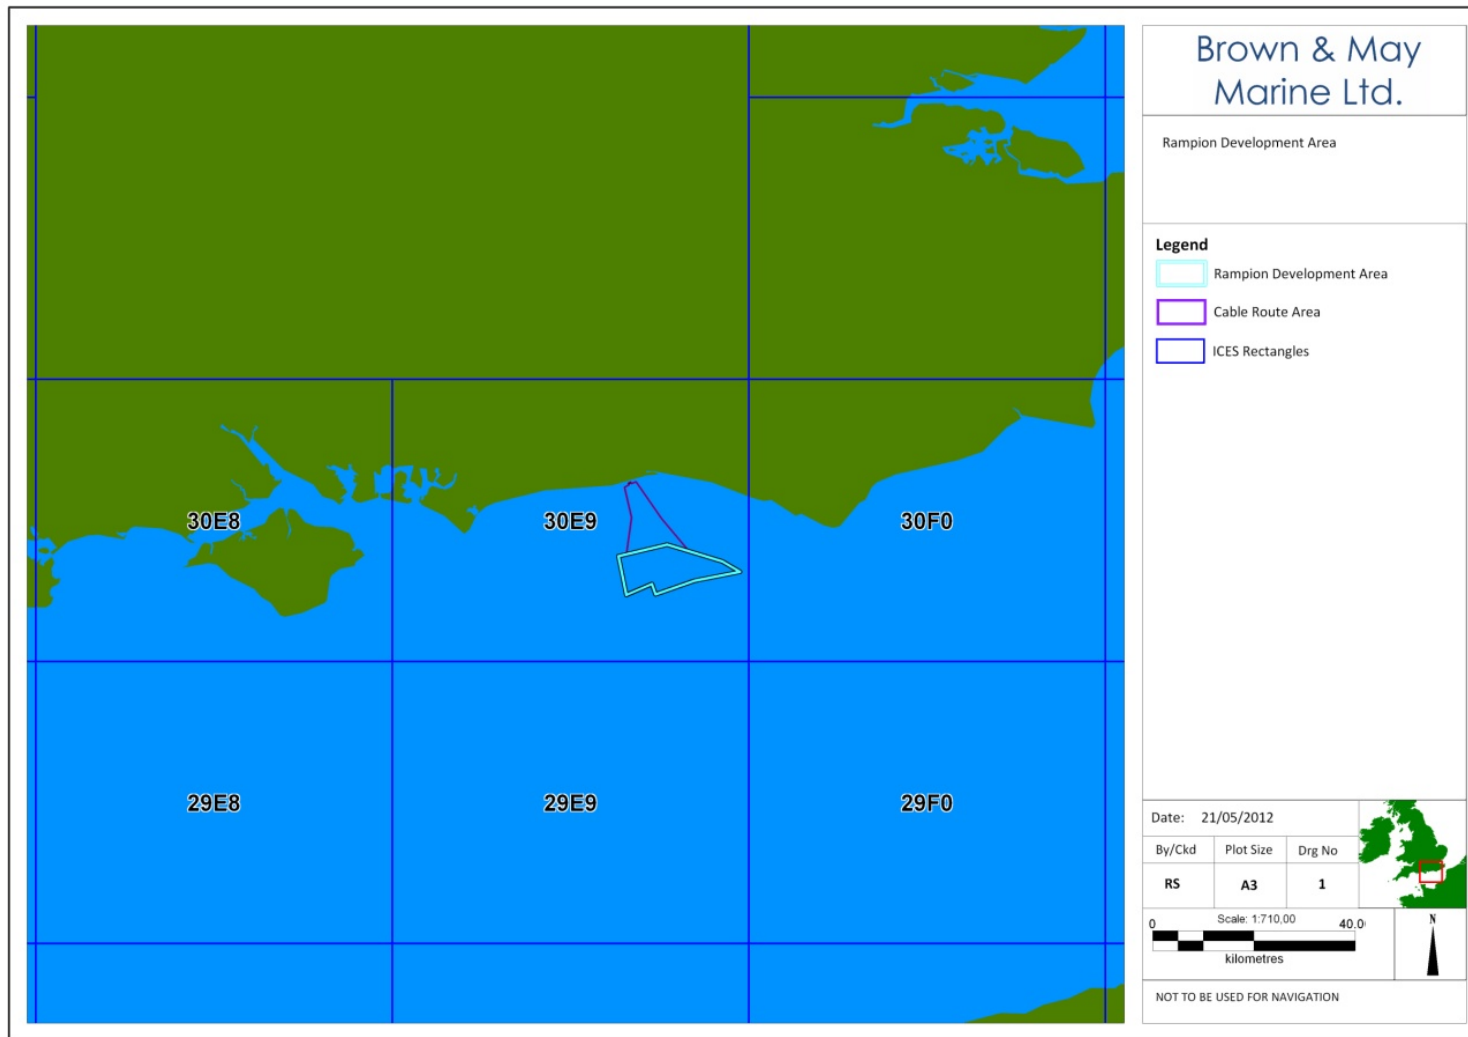 Brown & May
Marine Ltd.
Rampion Development Area
Legend
Rampion Development Area
Cable Route Area
ICES Rectangles
30E8
30E9
30F0
29E8
29E9
29F0
Date: 21/05/2012
By/Ckd Plot Size Drg No
RS A3 1
Scale: 1:710,00
0 40.0
kilometres
N
NOT TO BE USED FOR NAVIGATION